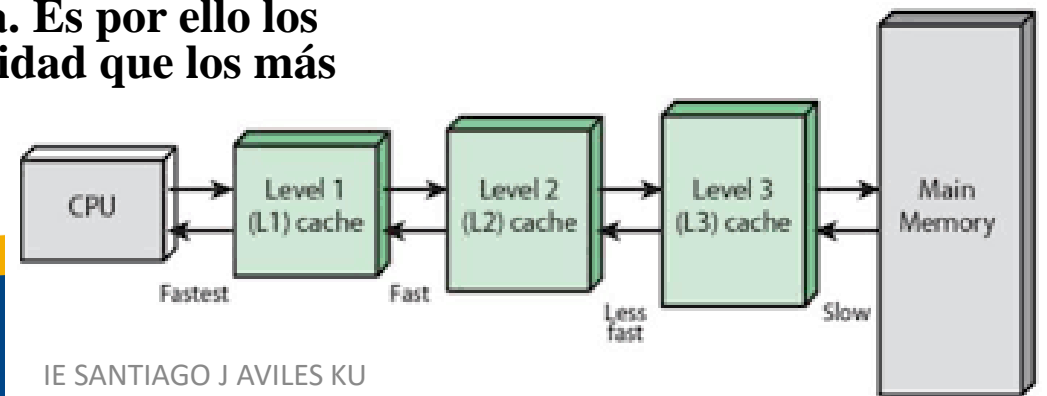 a. Es por ello los
idad que los más
CPU
Level 1
(L1) cache
Level 2
(L2) cache
Level 3
(L3) cache
Main
Memory
Fastest
Fast
Less
fast
Slow
IE SANTIAGO J AVILES KU